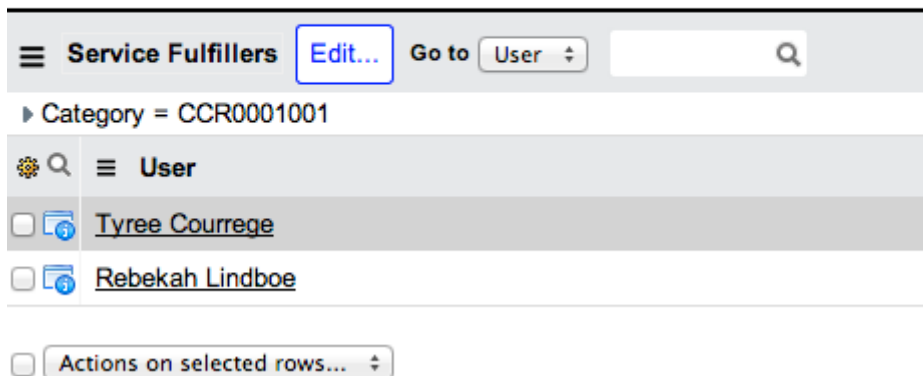 Service Fulfillers Edit... Go to User
Category = CCR0001001
User
Tyree Courrege
Rebekah Lindboe
Actions on selected rows...